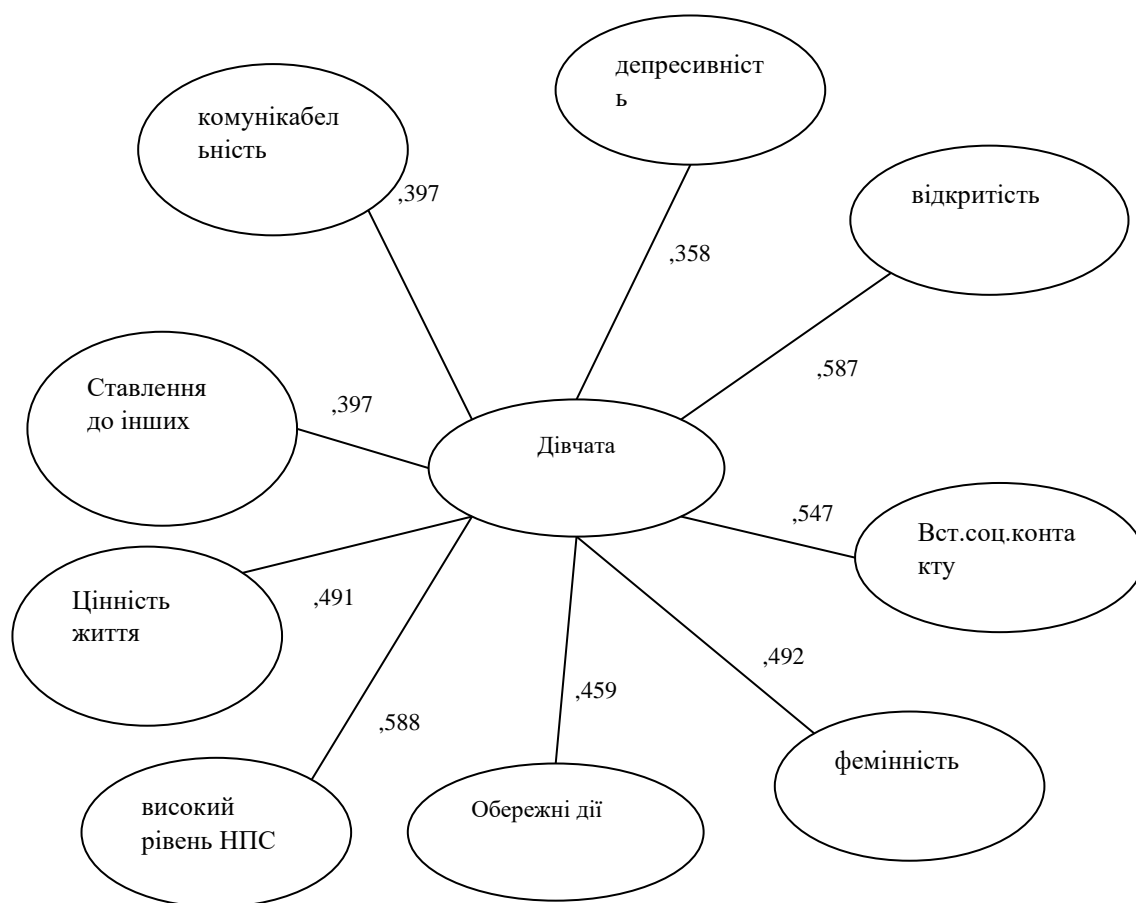 депресивніст
ь
комунікабел
ьність
,397
відкритість
,358
,587
Ставлення
до інших
,397
Дівчата
,547
Вст.соц.конта
кту
Цінність
життя
,491
,492
,459
,588
фемінність
високий
рівень НПС
Обережні дії